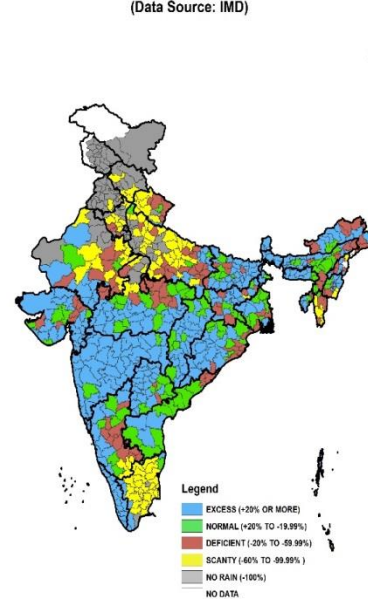 (Data Source: IMD)
Legend
EXCESS (+20% OR MORE)
NORMAL (+20% TO -19.99%)
DEFICIENT (-20% TO -59.99%)
SCANTY (-60% TO -99.99% )
NO RAIN (-100%)
NO DATA